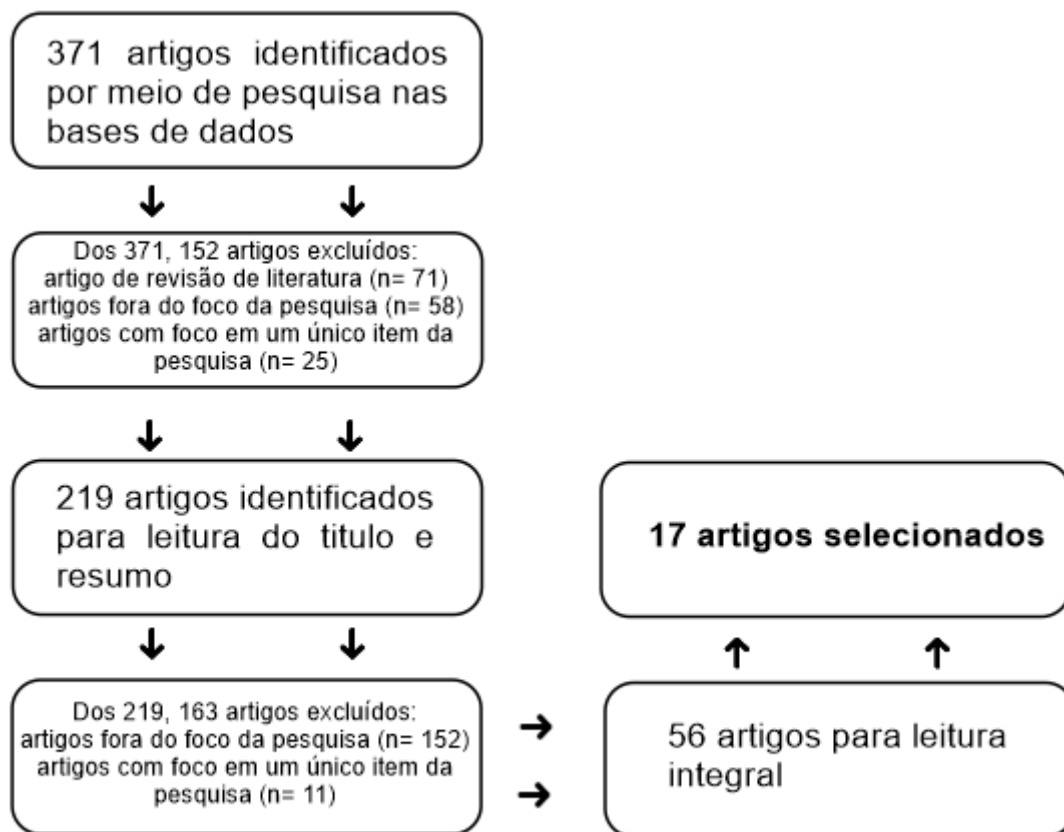 371 artigos identificados
por meio de pesquisa nas
bases de dados
Dos 371, 152 artigos excluídos:
artigo de revisão de literatura (n= 71)
artigos fora do foco da pesquisa (n= 58)
artigos com foco em um único item da
pesquisa (n= 25)
219 artigos identificados
para leitura do titulo e
resumo
Dos 219, 163 artigos excluídos:
artigos fora do foco da pesquisa (n= 152)
artigos com foco em um único item da
pesquisa (n= 11)
56 artigos para leitura
integral
17 artigos selecionados